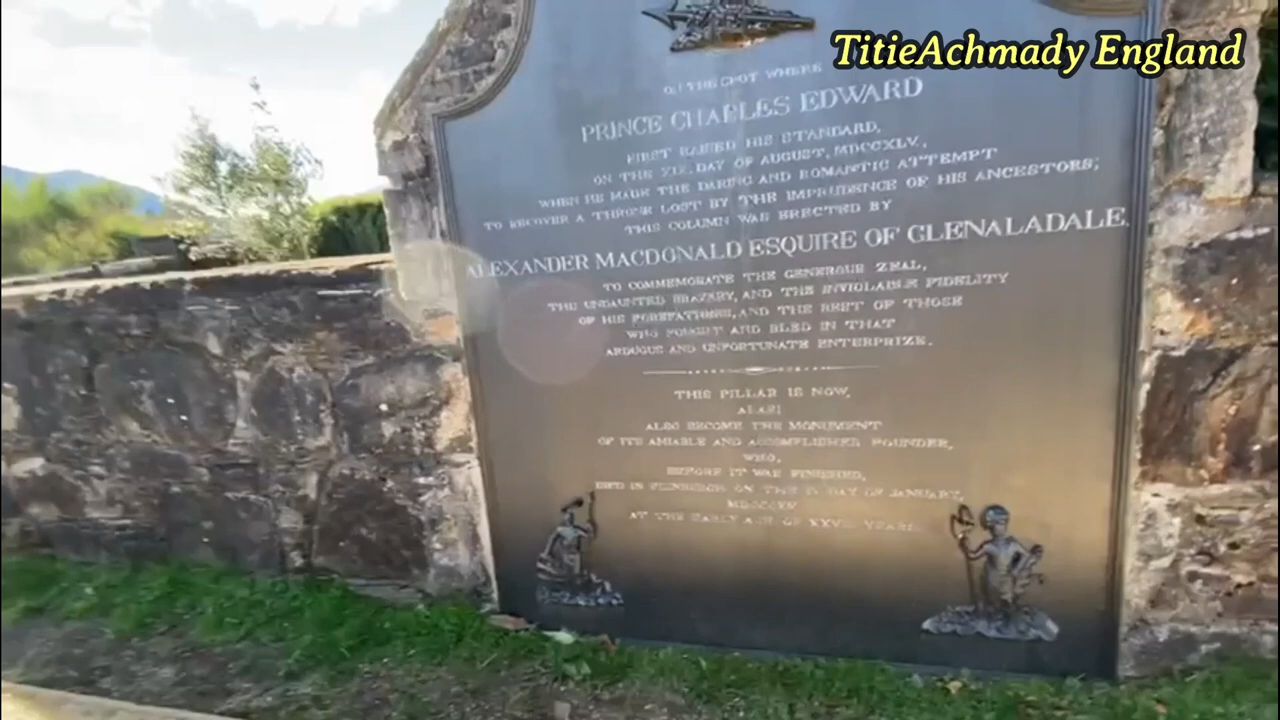 TitieAchmady England
ON THE SPOT WHERE
PRINCE CHARLES EDWARD
FIRST RAISED HIS STANDARD,
ON THE XIX, DAY OF AUGUST, MDCCXLV,
WHEN HE MADE THE DARING AND ROMANTIC ATTEMPT
TO RECOVER A THRONE LOST BY THE IMPRUDENCE OF HIS ANCESTORS;
THIS COLUMN WAS ERECTED BY
ALEXANDER MACDONALD ESQUIRE OF GLENALADALE,
TO COMMEMORATE THE GENEROUS ZEAL,
THE UNDAUNTED BRAVERY, AND THE INVIOLABLE FIDELITY
OF HIS FOREFATHERS, AND THE REST OF THOSE
WHO FOUGHT AND BLED IN THAT
ARDUOUS AND UNFORTUNATE ENTERPRIZE.
THIS PILLAR IS NOW,
ALAS!
ALSO BECOME THE MONUMENT
OF ITS AMIABLE AND ACCOMPLISHED FOUNDER,
WHO,
BEFORE IT WAS FINISHED,
DIED IN EDINBURGH ON THE DAY OF JANUARY,
AT THE EARLY AGE OF YEARS